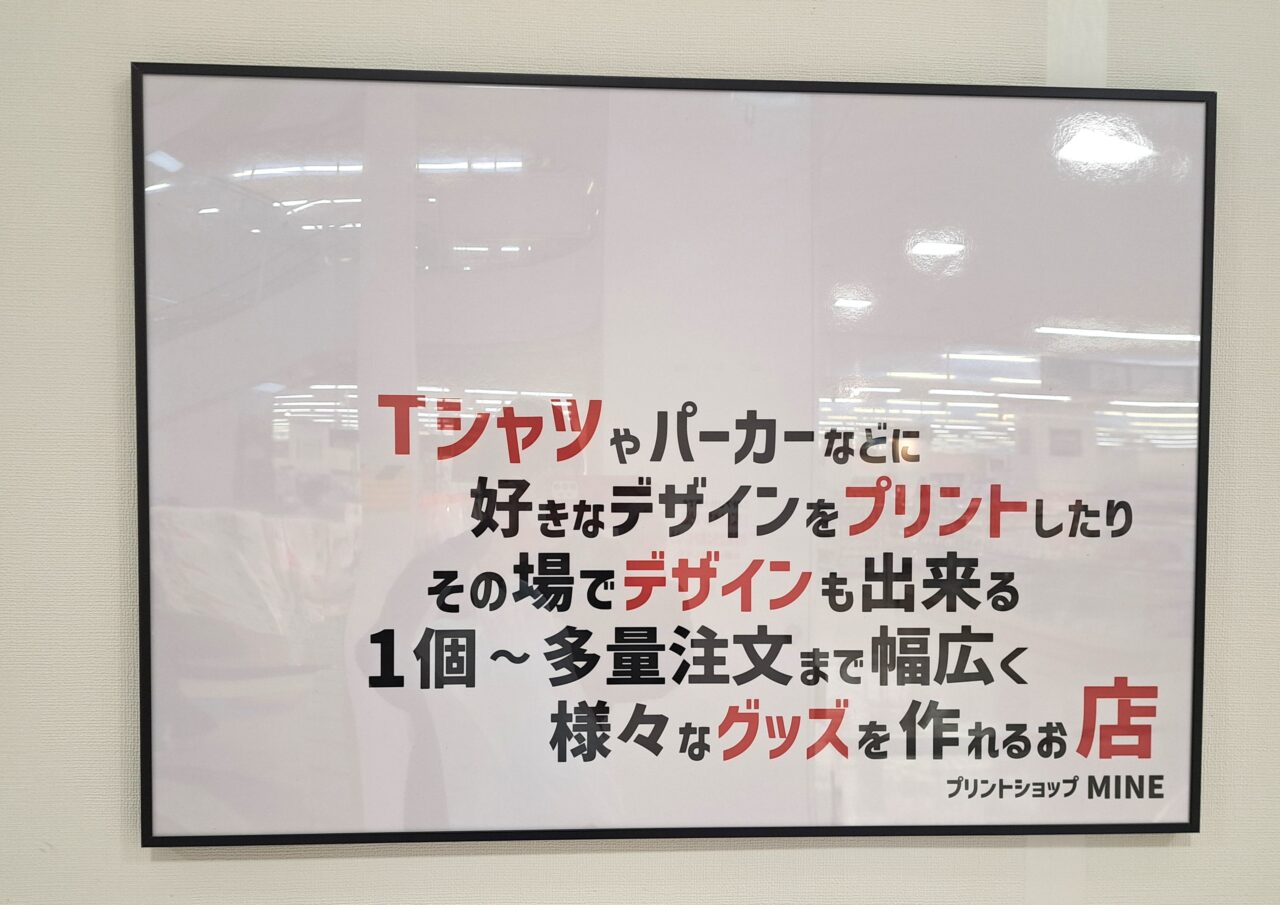 Tシャツやパーカーなどに
好きなデザインをプリントしたり
その場でデザインも出来る
1個～多量注文まで幅広く
様々なグッズを作れるお店
プリントショップ MINE